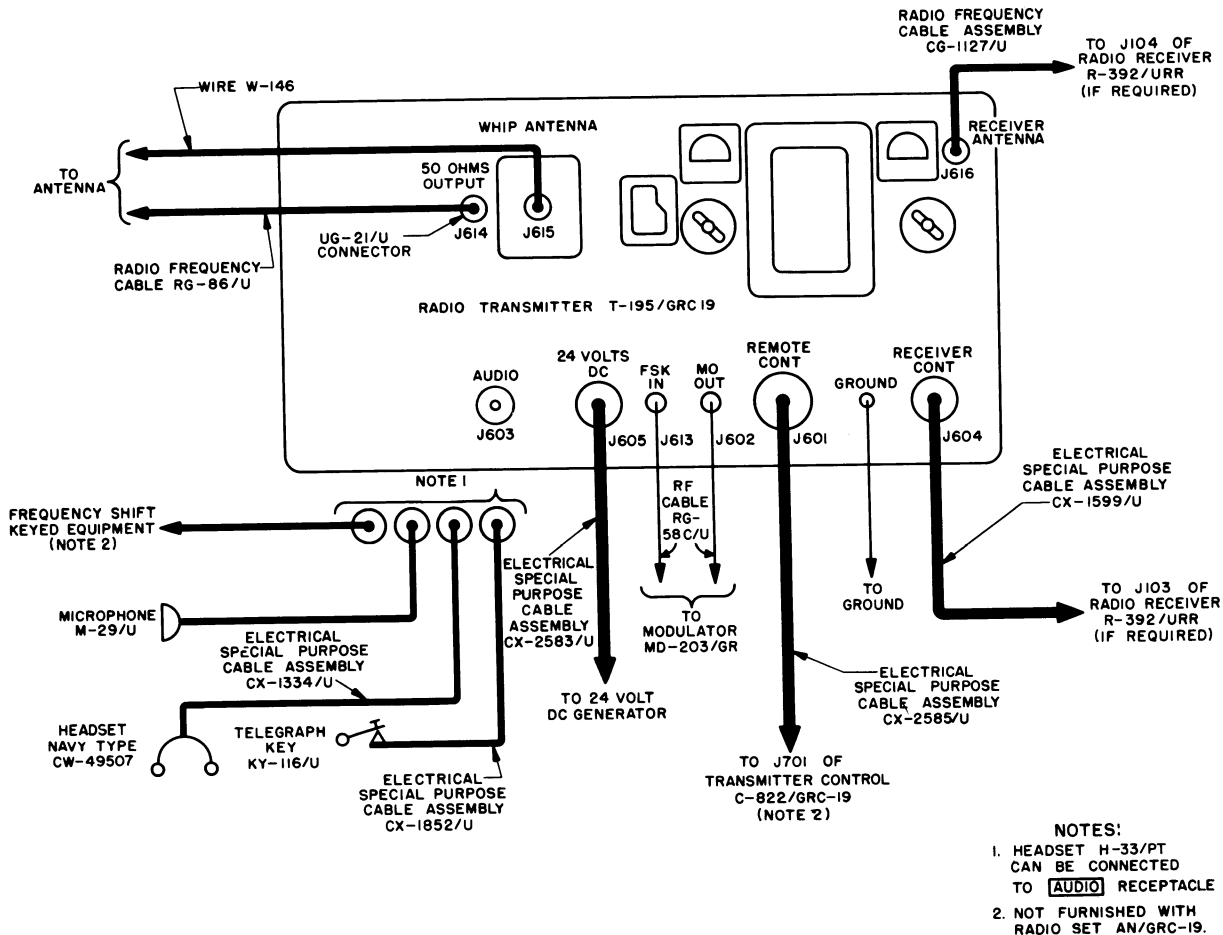 RADIO FREQUENCY
CABLE ASSEMBLY
CG-1127/U
TO J104 OF
RADIO RECEIVER
R-392/URR
(IF REQUIRED)
WIRE W-146
WHIP ANTENNA
RECEIVER
ANTENNA
J616
TO
ANTENNA
50 OHMS
OUTPUT
J614
J615
UG-21/U
CONNECTOR
RADIO FREQUENCY
CABLE RG-86/U
RADIO TRANSMITTER T-195/GRC19
AUDIO
J603
24 VOLTS
DC
J605
FSK
IN
J613
MO
OUT
J602
REMOTE
CONT
J601
GROUND
RECEIVER
CONT
J604
ELECTRICAL
SPECIAL PURPOSE
CABLE ASSEMBLY
CX-1599/U
NOTE 1
FREQUENCY SHIFT
KEYED EQUIPMENT
(NOTE 2)
RF
CABLE
RG-
58C/U
ELECTRICAL
SPECIAL
PURPOSE
CABLE
ASSEMBLY
CX-2583/U
TO
GROUND
TO J103 OF
RADIO RECEIVER
R-392/URR
(IF REQUIRED)
MICROPHONE
M-29/U
TO
MODULATOR
MD-203/GR
ELECTRICAL
SPECIAL PURPOSE
CABLE ASSEMBLY
CX-1334/U
ELECTRICAL
SPECIAL PURPOSE
CABLE ASSEMBLY
CX-2585/U
TO 24 VOLT
DC GENERATOR
HEADSET
NAVY TYPE
CW-49507
TELEGRAPH
KEY
KY-116/U
ELECTRICAL
SPECIAL PURPOSE
CABLE ASSEMBLY
CX-1852/U
TO J701 OF
TRANSMITTER CONTROL
C-822/GRC-19
(NOTE 2)
NOTES:
1. HEADSET H-33/PT
CAN BE CONNECTED
TO AUDIO RECEPTACLE
2. NOT FURNISHED WITH
RADIO SET AN/GRC-19.